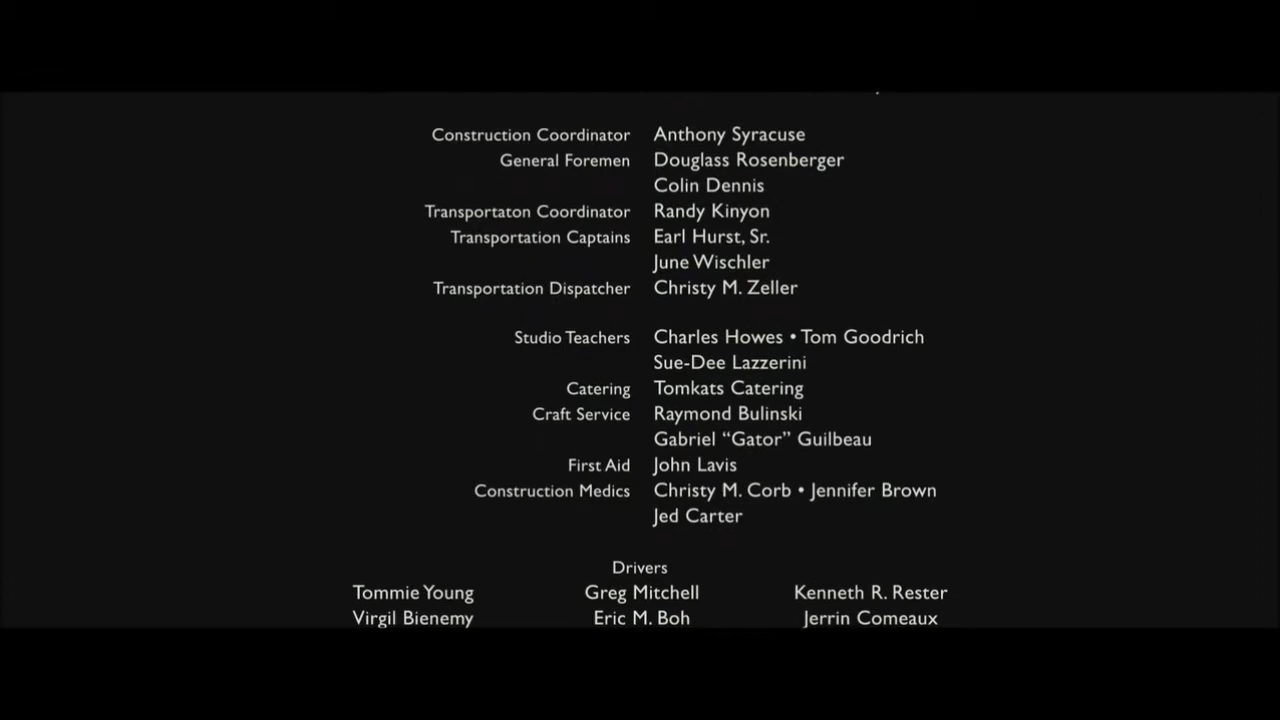 Construction Coordinator Anthony Syracuse
General Foremen Douglass Rosenberger
Colin Dennis
Transportaton Coordinator Randy Kinyon
Transportation Captains Earl Hurst, Sr.
June Wischler
Transportation Dispatcher Christy M. Zeller
Studio Teachers Charles Howes • Tom Goodrich
Sue-Dee Lazzerini
Catering Tomkats Catering
Craft Service Raymond Bulinski
Gabriel “Gator” Guilbeau
First Aid John Lavis
Construction Medics Christy M. Corb • Jennifer Brown
Jed Carter
Drivers
Tommie Young Greg Mitchell Kenneth R. Rester
Virgil Bienemy Eric M. Boh Jerrin Comeaux